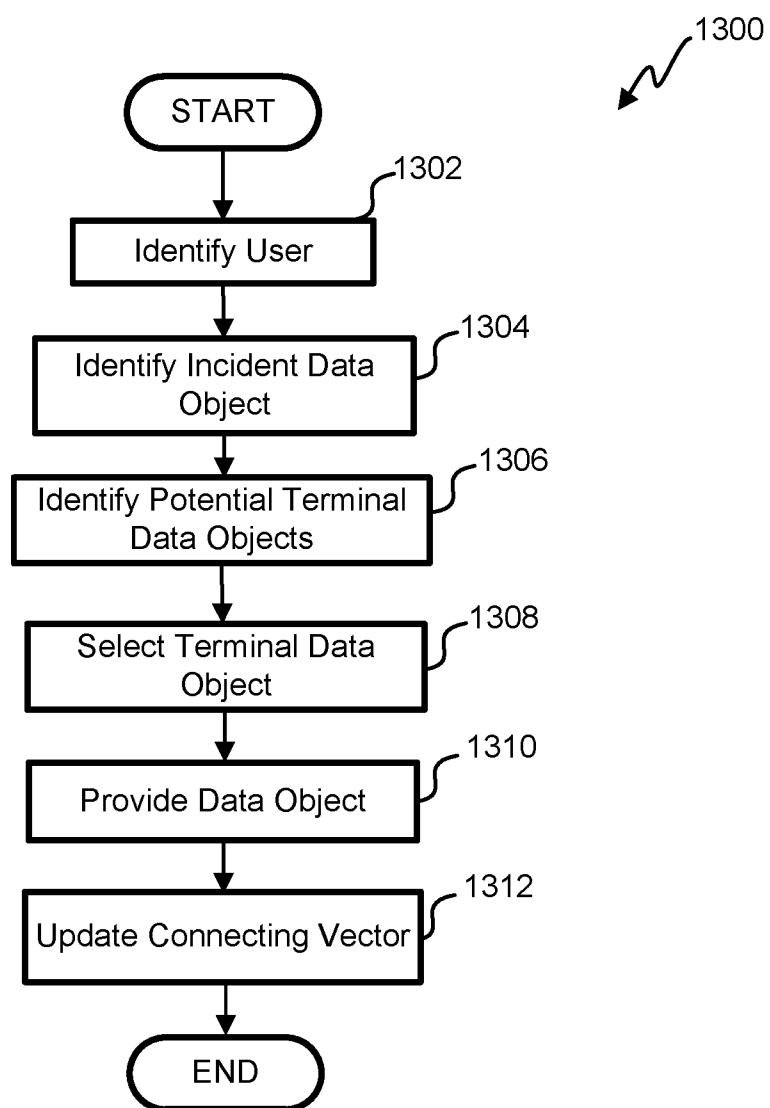 1300
START
1302
Identify User
1304
Identify Incident Data
Object
1306
Identify Potential Terminal
Data Objects
1308
Select Terminal Data
Object
1310
Provide Data Object
1312
Update Connecting Vector
END